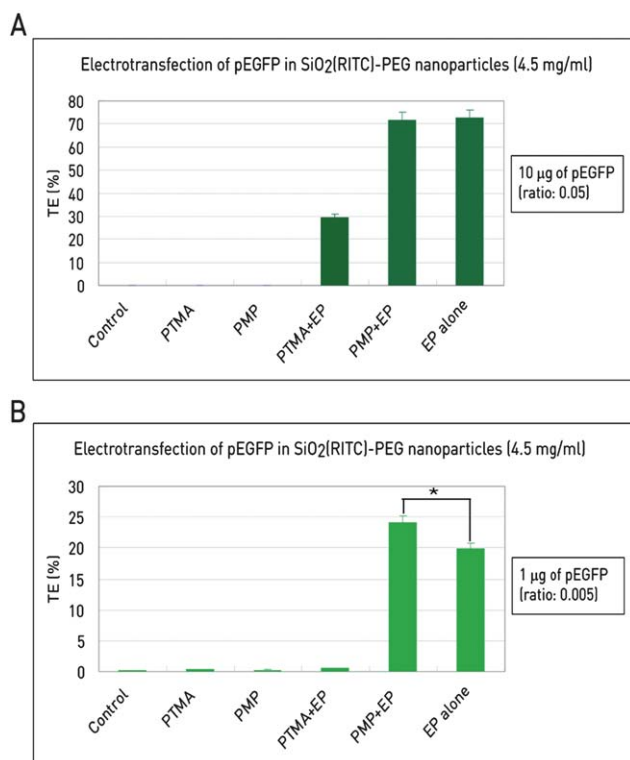 A
Electrotransfection of pEGFP in SiO2(RITC)-PEG nanoparticles (4.5 mg/ml)
80
70
60
50
40
30
20
10
0
TE (%)
Control
PTMA
PMP
PTMA+EP
PMP+EP
EP alone
10 µg of pEGFP
(ratio: 0.05)
B
Electrotransfection of pEGFP in SiO2(RITC)-PEG nanoparticles (4.5 mg/ml)
30
25
20
15
10
5
0
TE (%)
*
Control
PTMA
PMP
PTMA+EP
PMP+EP
EP alone
1 µg of pEGFP
(ratio: 0.005)